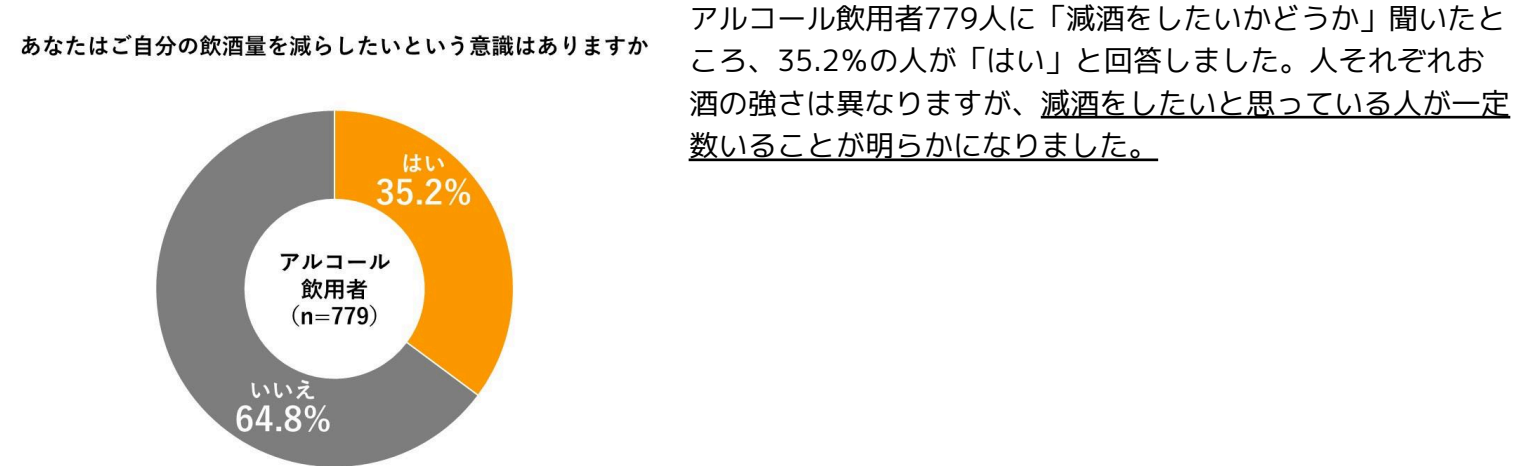 あなたはご自分の飲酒量を減らしたいという意識はありますか
はい
35.2%
アルコール
飲用者
（n=779）
いいえ
64.8%
アルコール飲用者779人に「減酒をしたいかどうか」聞いたと
ころ、35.2%の人が「はい」と回答しました。人それぞれお
酒の強さは異なりますが、減酒をしたいと思っている人が一定
数いることが明らかになりました。